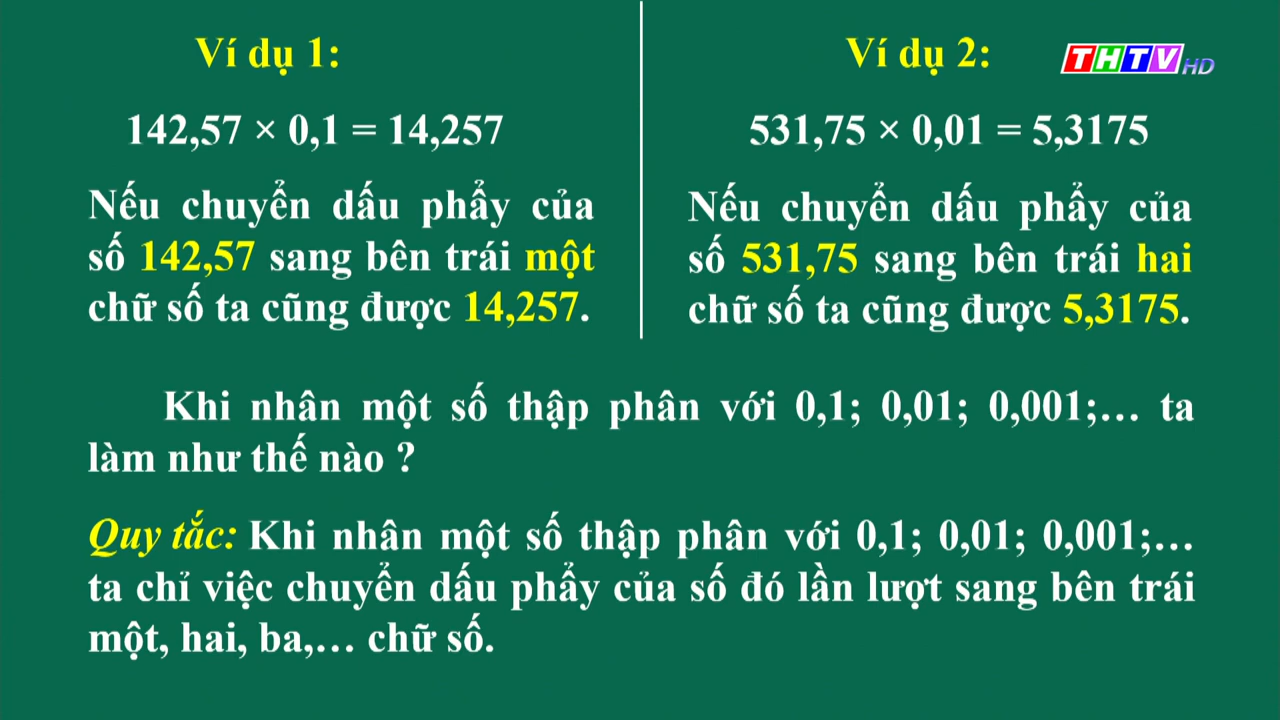 Ví dụ 1:
142,57 × 0,1 = 14,257
Nếu chuyển dấu phẩy của
số 142,57 sang bên trái một
chữ số ta cũng được 14,257.
Ví dụ 2:
THTV HD
531,75 × 0,01 = 5,3175
Nếu chuyển dấu phẩy của
số 531,75 sang bên trái hai
chữ số ta cũng được 5,3175.
Khi nhân một số thập phân với 0,1; 0,01; 0,001;… ta
làm như thế nào ?
Quy tắc: Khi nhân một số thập phân với 0,1; 0,01; 0,001;…
ta chỉ việc chuyển dấu phẩy của số đó lần lượt sang bên trái
một, hai, ba,… chữ số.